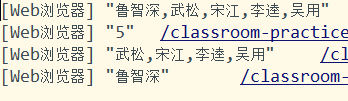 [Web浏览器] "鲁智深,武松,宋江,李逵,吴用"
[Web浏览器] "5" /classroom-practice
[Web浏览器] "武松,宋江,李逵,吴用" /classroom-
[Web浏览器] "鲁智深" /classroom-